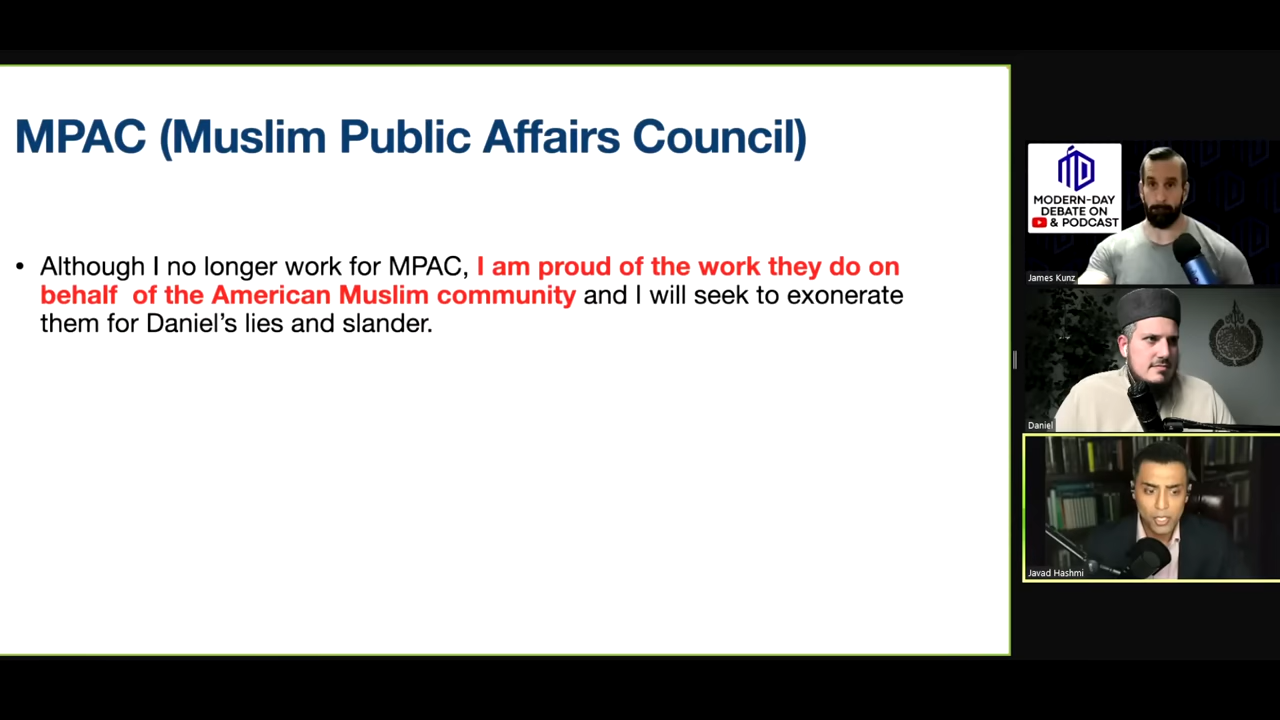 MPAC (Muslim Public Affairs Council)
• Although I no longer work for MPAC, I am proud of the work they do on
behalf  of the American Muslim community and I will seek to exonerate
them for Daniel’s lies and slander.
MODERN-DAY
DEBATE ON
& PODCAST
James Kunz
Daniel
Javad Hashmi